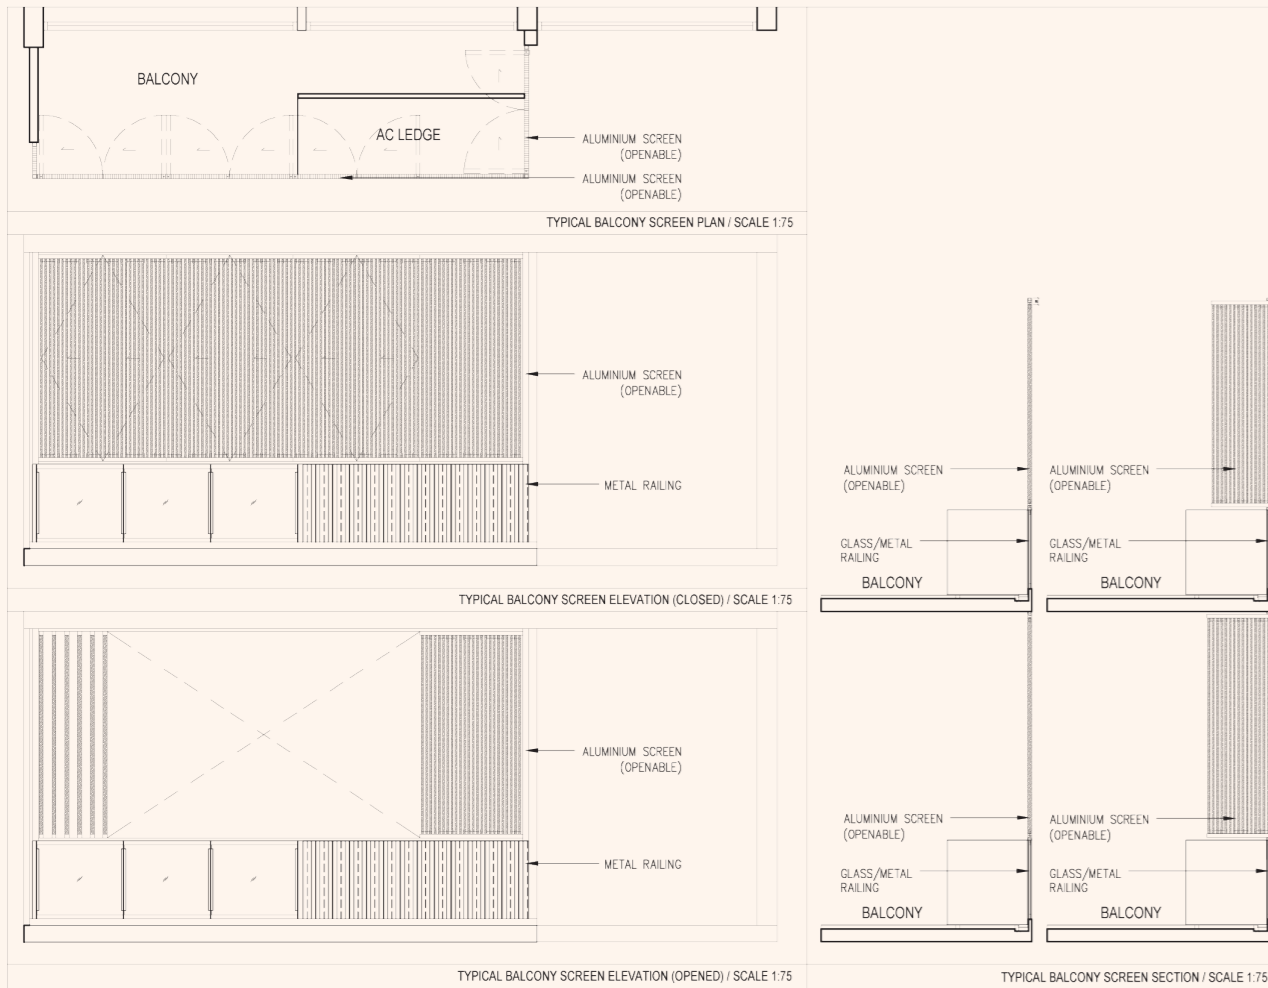 BALCONY
AC LEDGE
ALUMINIUM SCREEN
(OPENABLE)
ALUMINIUM SCREEN
(OPENABLE)
TYPICAL BALCONY SCREEN PLAN / SCALE 1:75
ALUMINIUM SCREEN
(OPENABLE)
METAL RAILING
TYPICAL BALCONY SCREEN ELEVATION (CLOSED) / SCALE 1:75
ALUMINIUM SCREEN
(OPENABLE)
METAL RAILING
TYPICAL BALCONY SCREEN ELEVATION (OPENED) / SCALE 1:75
ALUMINIUM SCREEN
(OPENABLE)
GLASS/METAL
RAILING
BALCONY
ALUMINIUM SCREEN
(OPENABLE)
GLASS/METAL
RAILING
BALCONY
ALUMINIUM SCREEN
(OPENABLE)
GLASS/METAL
RAILING
BALCONY
ALUMINIUM SCREEN
(OPENABLE)
GLASS/METAL
RAILING
BALCONY
TYPICAL BALCONY SCREEN SECTION / SCALE 1:75